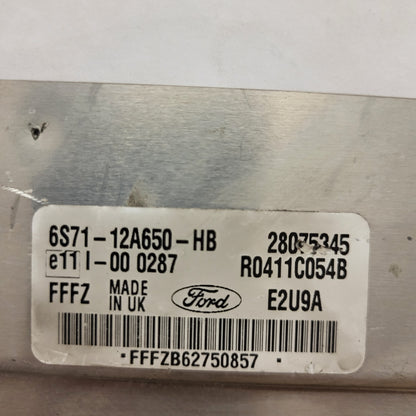 6S71-12A650-HB 28075345
e11 I-00 0287 R0411C054B
FFFZ MADE IN UK Ford E2U9A
·FFFZB62750857·